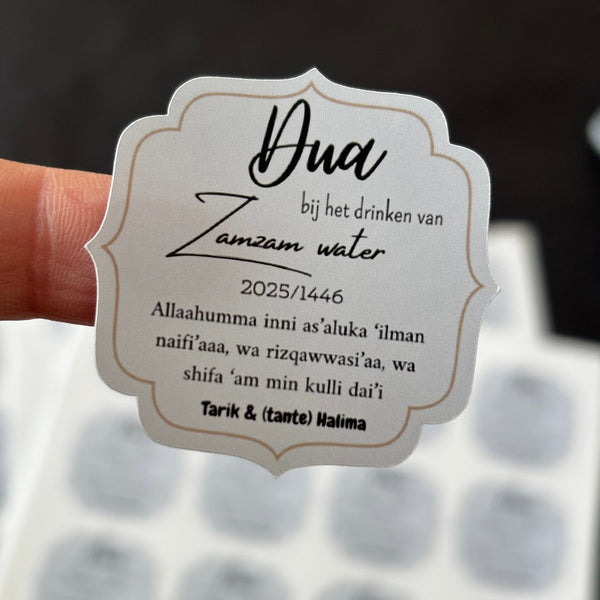 Dua
bij het drinken van
Zamzam water
2025/1446
Allaahumma inni as'aluka 'ilman
naifi'aaa, wa rizqawwasi'aa, wa
shifa 'am min kulli dai'i
Tarik & (tante) Halima